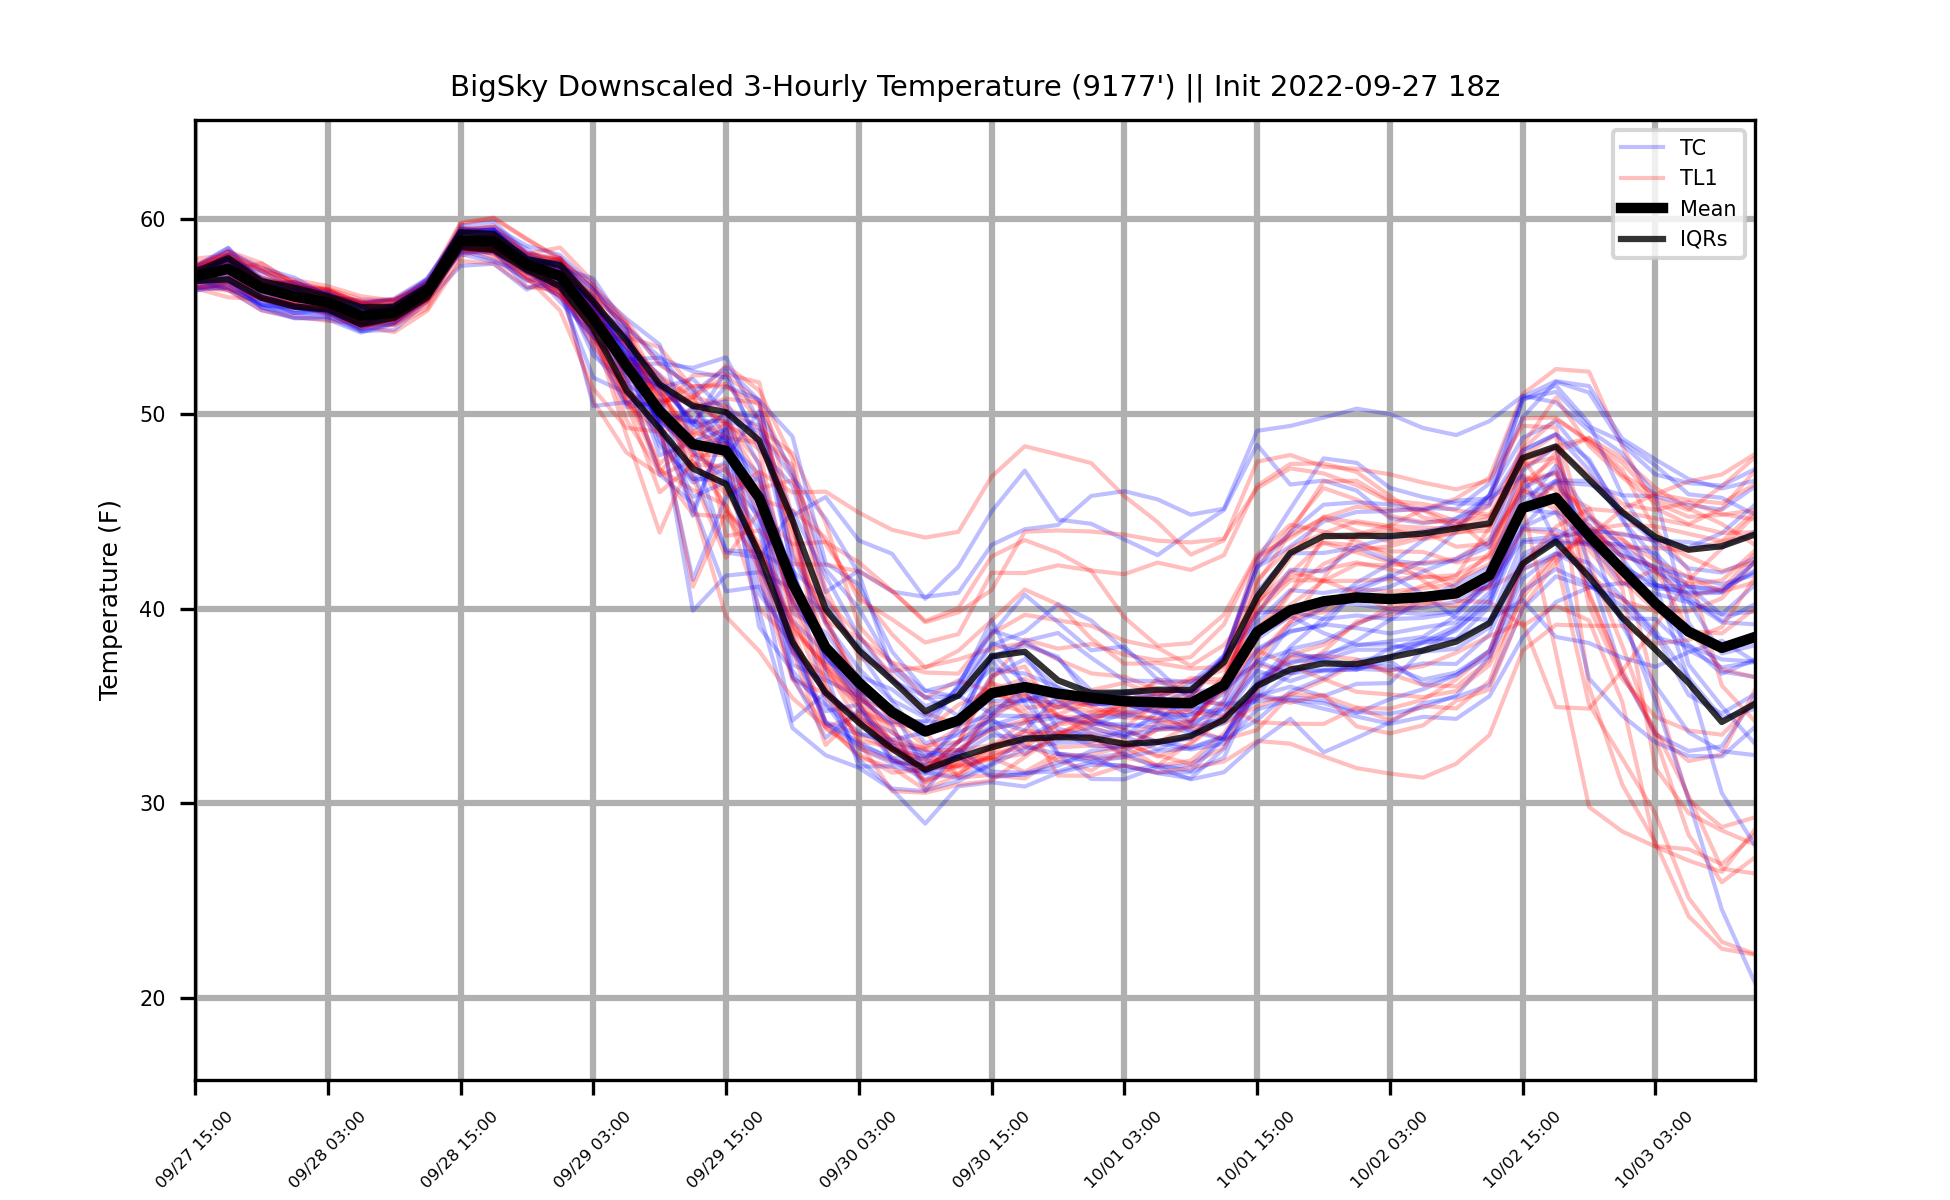 BigSky Downscaled 3-Hourly Temperature (9177') || Init 2022-09-27 18z
TC
TL1
Mean
IQRs
Temperature (F)
60
50
40
30
20
09/27 15:00
09/28 03:00
09/28 15:00
09/29 03:00
09/29 15:00
09/30 03:00
09/30 15:00
10/01 03:00
10/01 15:00
10/02 03:00
10/02 15:00
10/03 03:00